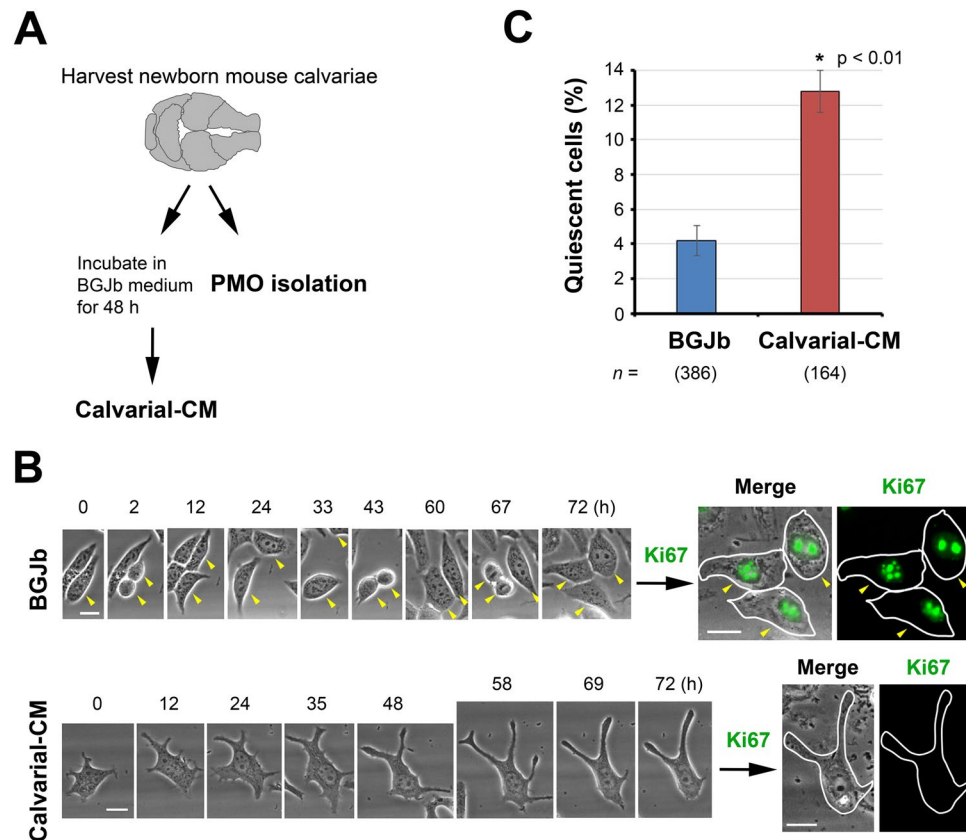 A
Harvest newborn mouse calvariae
Incubate in
BGJb medium
for 48 h
PMO isolation
Calvarial-CM
C
* p < 0.01
Quiescent cells (%)
14
12
10
8
6
4
2
0
BGJb Calvarial-CM
n = (386) (164)
B
BGJb
0 2 12 24 33 43 60 67 72 (h)
Ki67
Merge Ki67
Calvarial-CM
0 12 24 35 48 58 69 72 (h)
Ki67
Merge Ki67